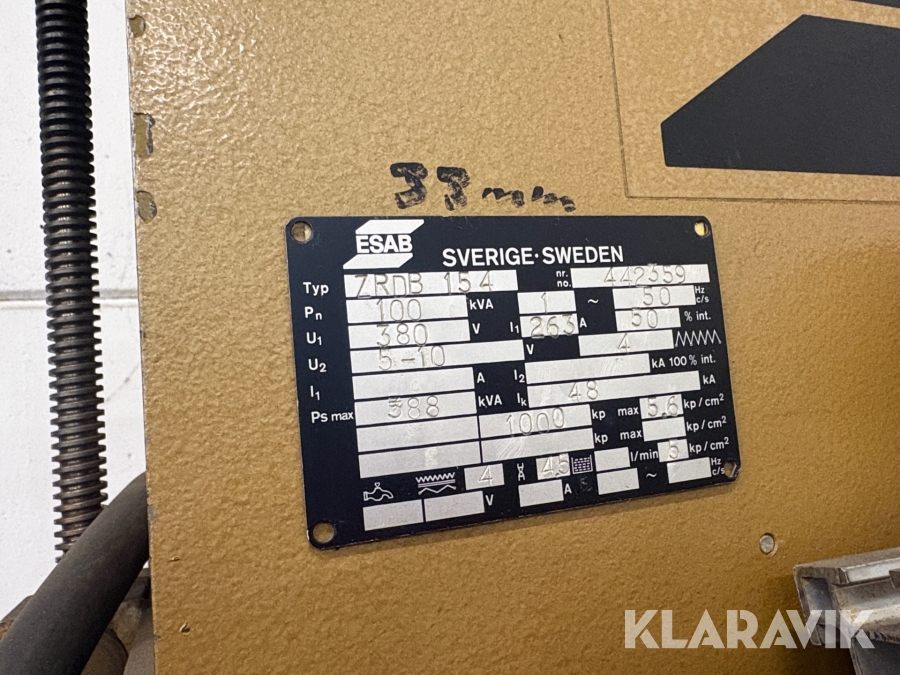 33 mm
ESAB
SVERIGE·SWEDEN
Typ ZRDB 154 nr. no. 442359
Pn 100 kVA 1 ~ 50 Hz c/s
U1 380 V I1 263 A 50 % int.
U2 5-10 V 4
I1 A I2 kA 100% int.
Ps max 388 kVA Ik 48 kA
1000 kp max 5.6 kp/cm²
kp max kp/cm²
4 45 l/min 5 kp/cm²
V A ~ Hz c/s
KLARAVIK